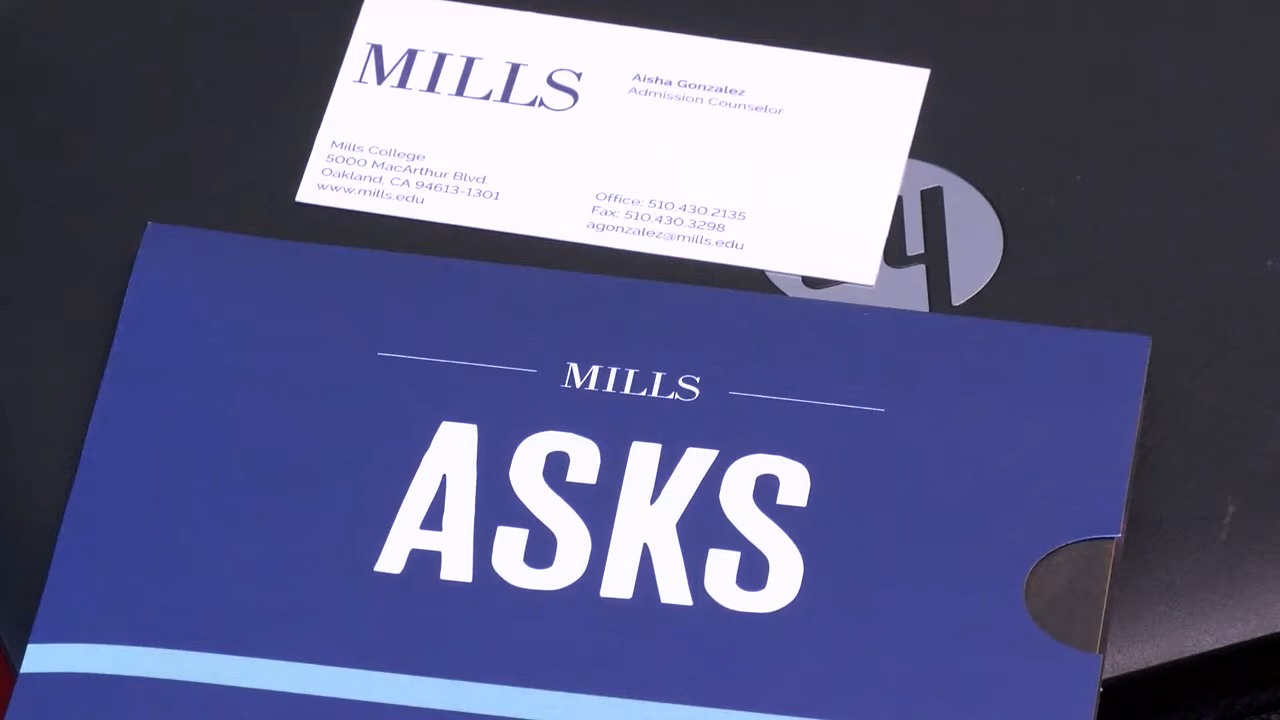 MILLS
Aisha Gonzalez
Admission Counselor
Mills College
5000 MacArthur Blvd
Oakland, CA 94613-1301
www.mills.edu
Office: 510.430.2135
Fax: 510.430.3298
agonzalez@mills.edu
MILLS
ASKS